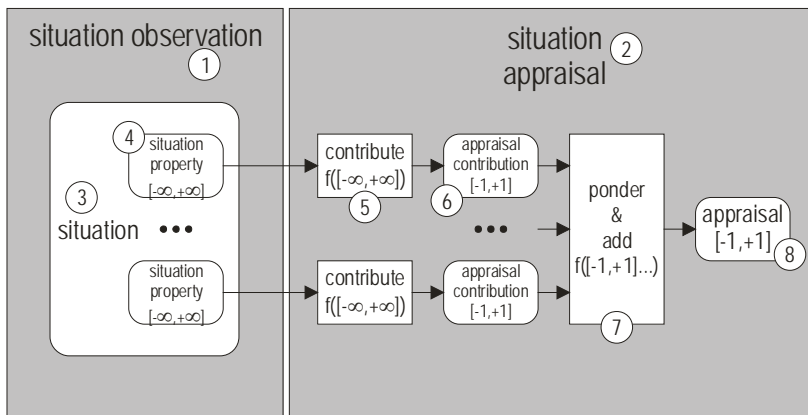 situation observation
1
situation 2
appraisal
4
situation
property
[-∞,+∞]
contribute
f([-∞,+∞])
5
appraisal
contribution
[-1,+1]
6
ponder
&
add
f([-1,+1]...)
7
3
situation
•••
•••
appraisal
[-1,+1]
8
situation
property
[-∞,+∞]
contribute
f([-∞,+∞])
appraisal
contribution
[-1,+1]